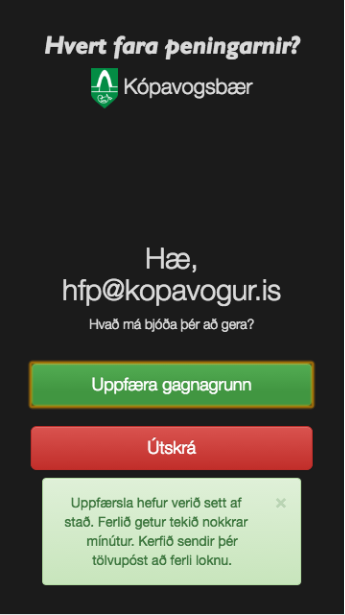 Hvert fara peningarnir?
Kópavogsbær
Hæ,
hfp@kopavogur.is
Hvað má bjóða þér að gera?
Uppfæra gagnagrunn
Útskrá
Uppfærsla hefur verið sett af ×
stað. Ferlið getur tekið nokkrar
mínútur. Kerfið sendir þér
tölvupóst að ferli loknu.